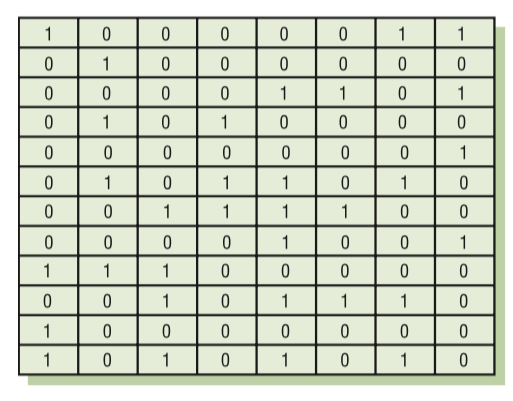 1 0 0 0 0 0 1 1
0 1 0 0 0 0 0 0
0 0 0 0 1 1 0 1
0 1 0 1 0 0 0 0
0 0 0 0 0 0 0 1
0 1 0 1 1 0 1 0
0 0 1 1 1 1 0 0
0 0 0 0 1 0 0 1
1 1 1 0 0 0 0 0
0 0 1 0 1 1 1 0
1 0 0 0 0 0 0 0
1 0 1 0 1 0 1 0